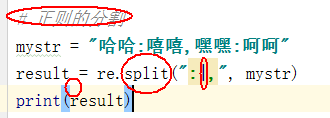 # 正则的分割
mystr = "哈哈:嘻嘻,嘿嘿:呵呵"
result = re.split(":|,", mystr)
print(result)